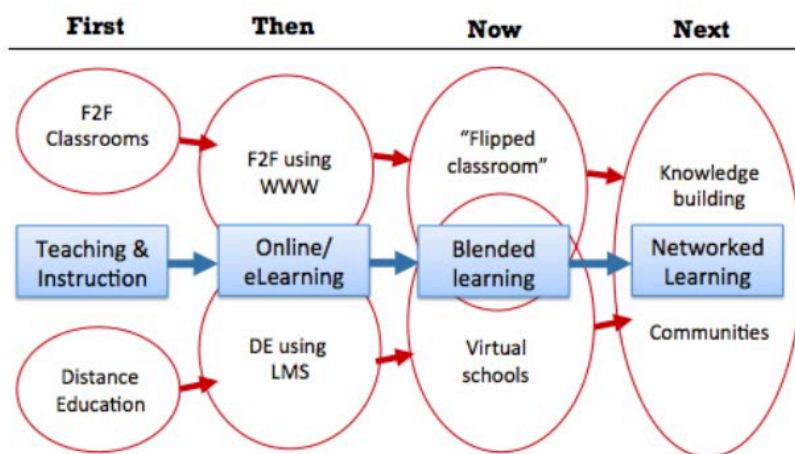 First Then Now Next
F2F
Classrooms
F2F using
WWW
"Flipped
classroom"
Knowledge
building
Teaching &
Instruction
Online/
eLearning
Blended
learning
Networked
Learning
Distance
Education
DE using
LMS
Virtual
schools
Communities